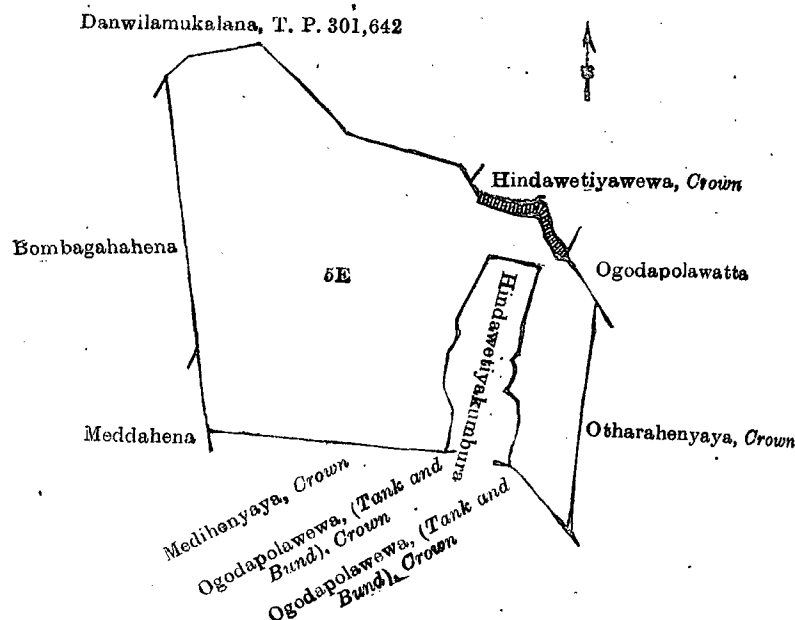 Danwilamukalana, T. P. 301,642
Hindawetiyawewa, Crown
Bombagahahena
5E
Ogodapolawatta
Hindawetiyakumbura
Meddahena
Otharahenyaya, Crown
Medihenyaya, Crown
Ogodapolawewa, (Tank and
Bund), Crown
Ogodapolawewa, (Tank and
Bund), Crown